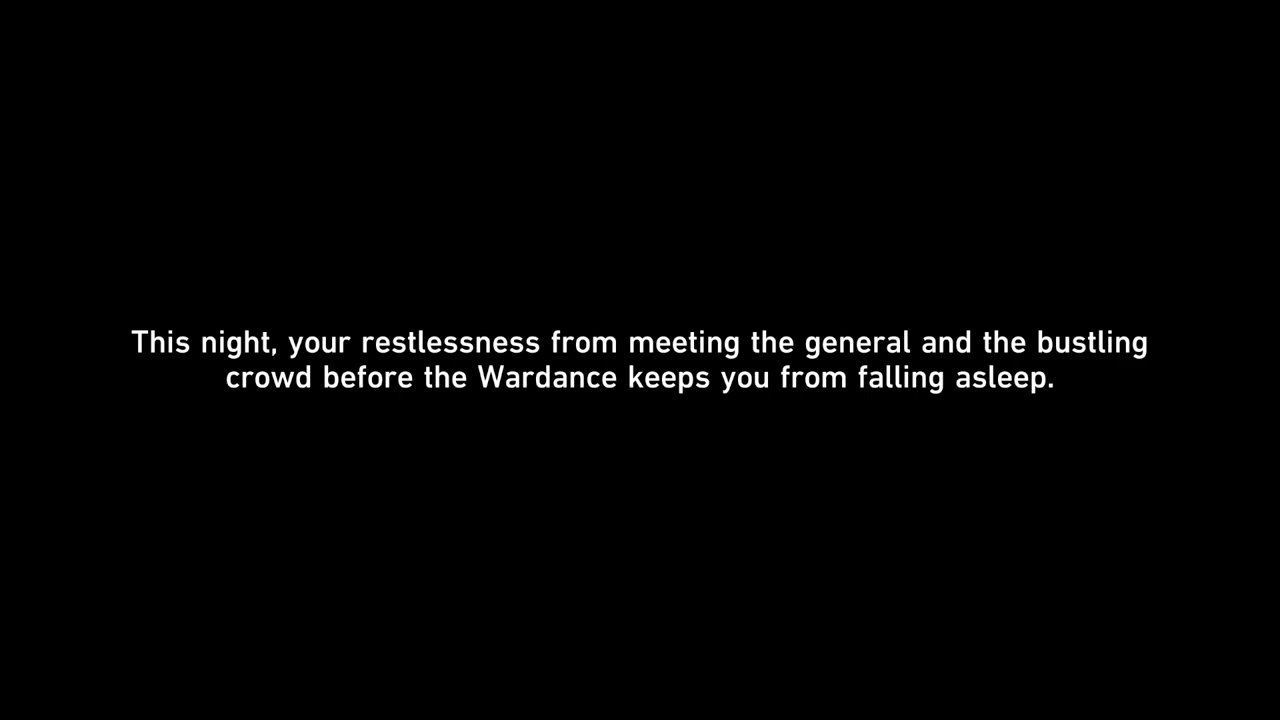 This night, your restlessness from meeting the general and the bustling
crowd before the Wardance keeps you from falling asleep.